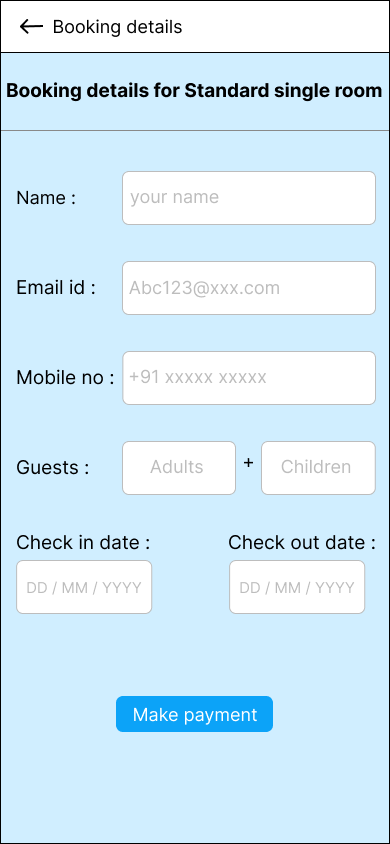 Booking details
Booking details for Standard single room
Name : your name
Email id : Abc123@xxx.com
Mobile no : +91 xxxxx xxxxx
Guests : Adults + Children
Check in date : Check out date :
DD / MM / YYYY DD / MM / YYYY
Make payment